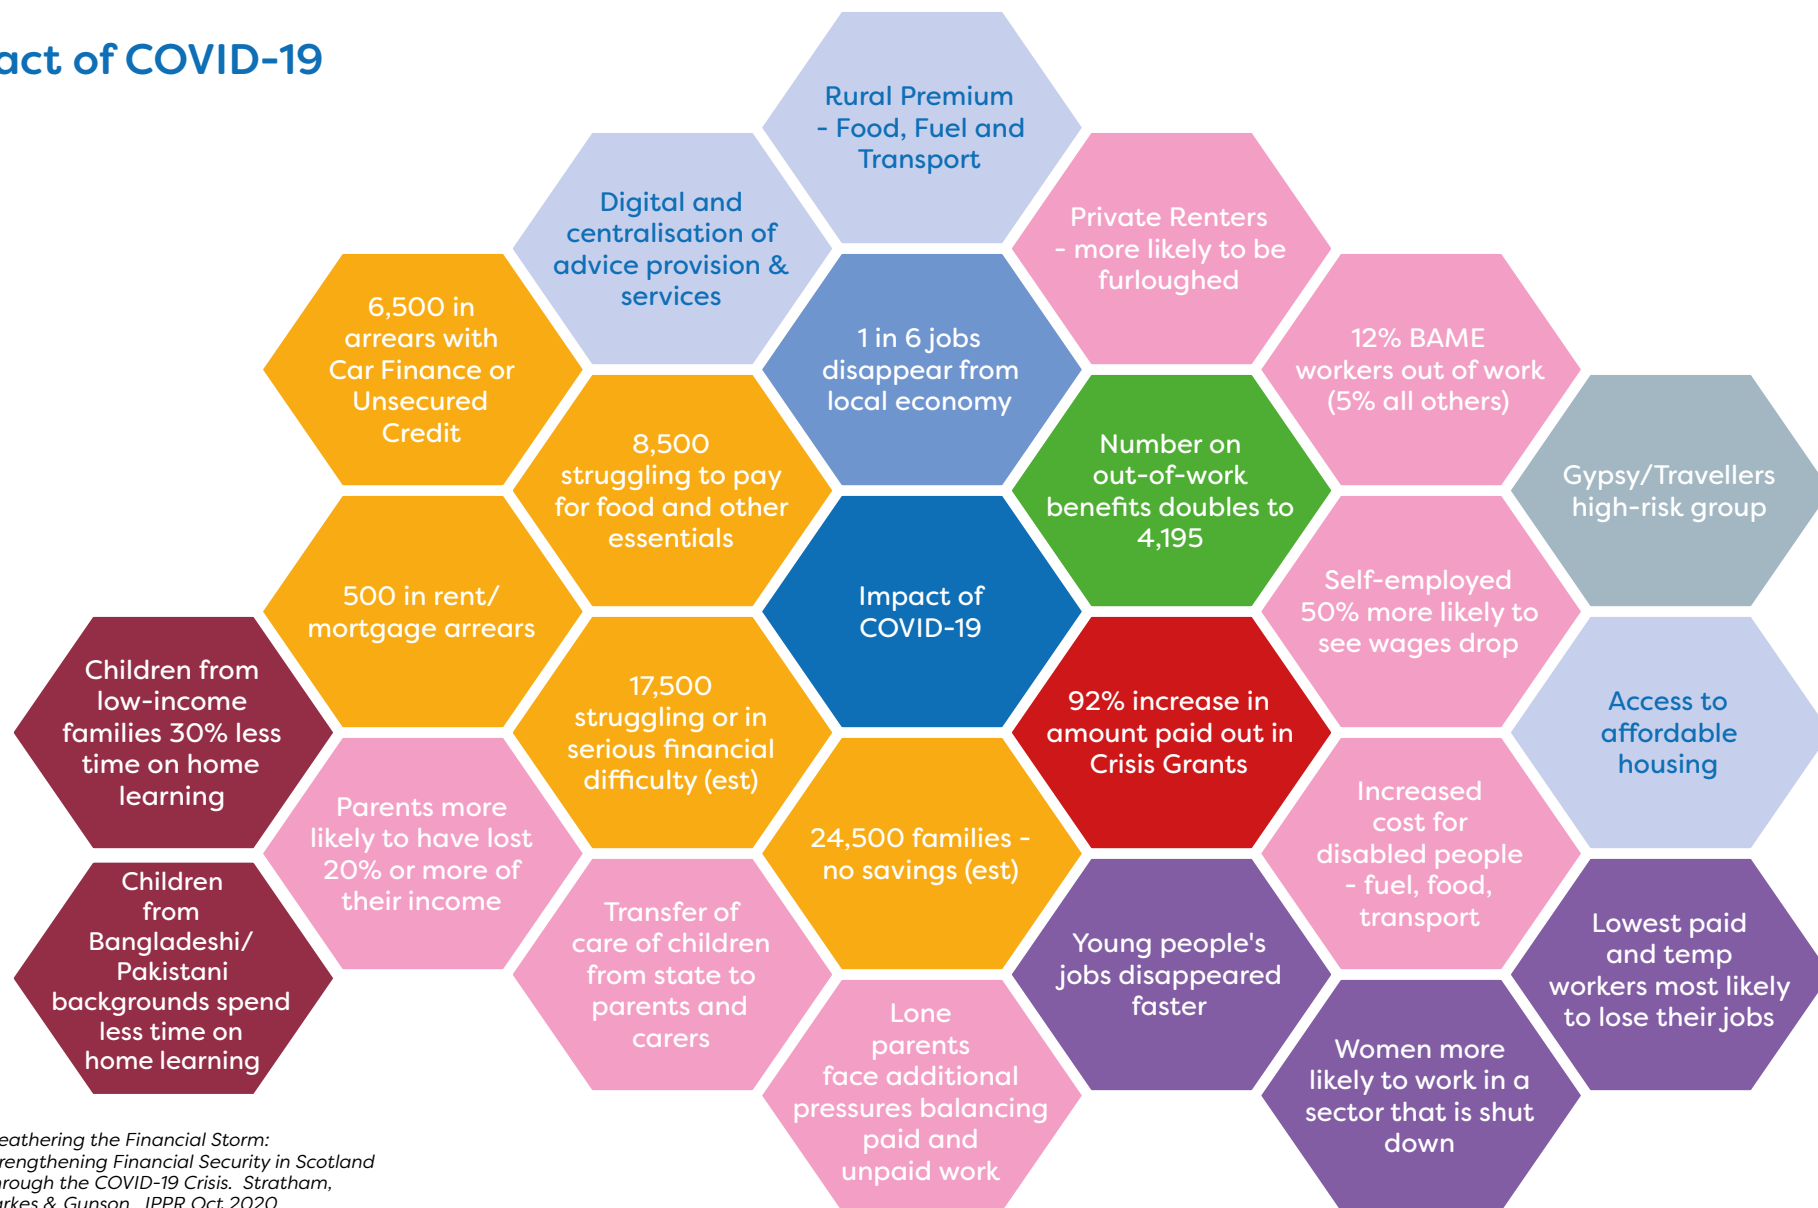 act of COVID-19
Rural Premium
- Food, Fuel and
Transport
Digital and
centralisation of
advice provision &
services
Private Renters
- more likely to be
furloughed
6,500 in
arrears with
Car Finance or
Unsecured
Credit
1 in 6 jobs
disappear from
local economy
12% BAME
workers out of work
(5% all others)
8,500
struggling to pay
for food and other
essentials
Number on
out-of-work
benefits doubles to
4,195
Gypsy/Travellers
high-risk group
500 in rent/
mortgage arrears
Impact of
COVID-19
Self-employed
50% more likely to
see wages drop
Children from
low-income
families 30% less
time on home
learning
17,500
struggling or in
serious financial
difficulty (est)
92% increase in
amount paid out in
Crisis Grants
Access to
affordable
housing
Parents more
likely to have lost
20% or more of
their income
24,500 families -
no savings (est)
Increased
cost for
disabled people
- fuel, food,
transport
Children
from
Bangladeshi/
Pakistani
backgrounds spend
less time on
home learning
Transfer of
care of children
from state to
parents and
carers
Young people's
jobs disappeared
faster
Lowest paid
and temp
workers most likely
to lose their jobs
Lone
parents
face additional
pressures balancing
paid and
unpaid work
Women more
likely to work in a
sector that is shut
down
eathering the Financial Storm:
rengthening Financial Security in Scotland
rough the COVID-19 Crisis. Stratham,
arkes & Gunson, IPPR Oct 2020